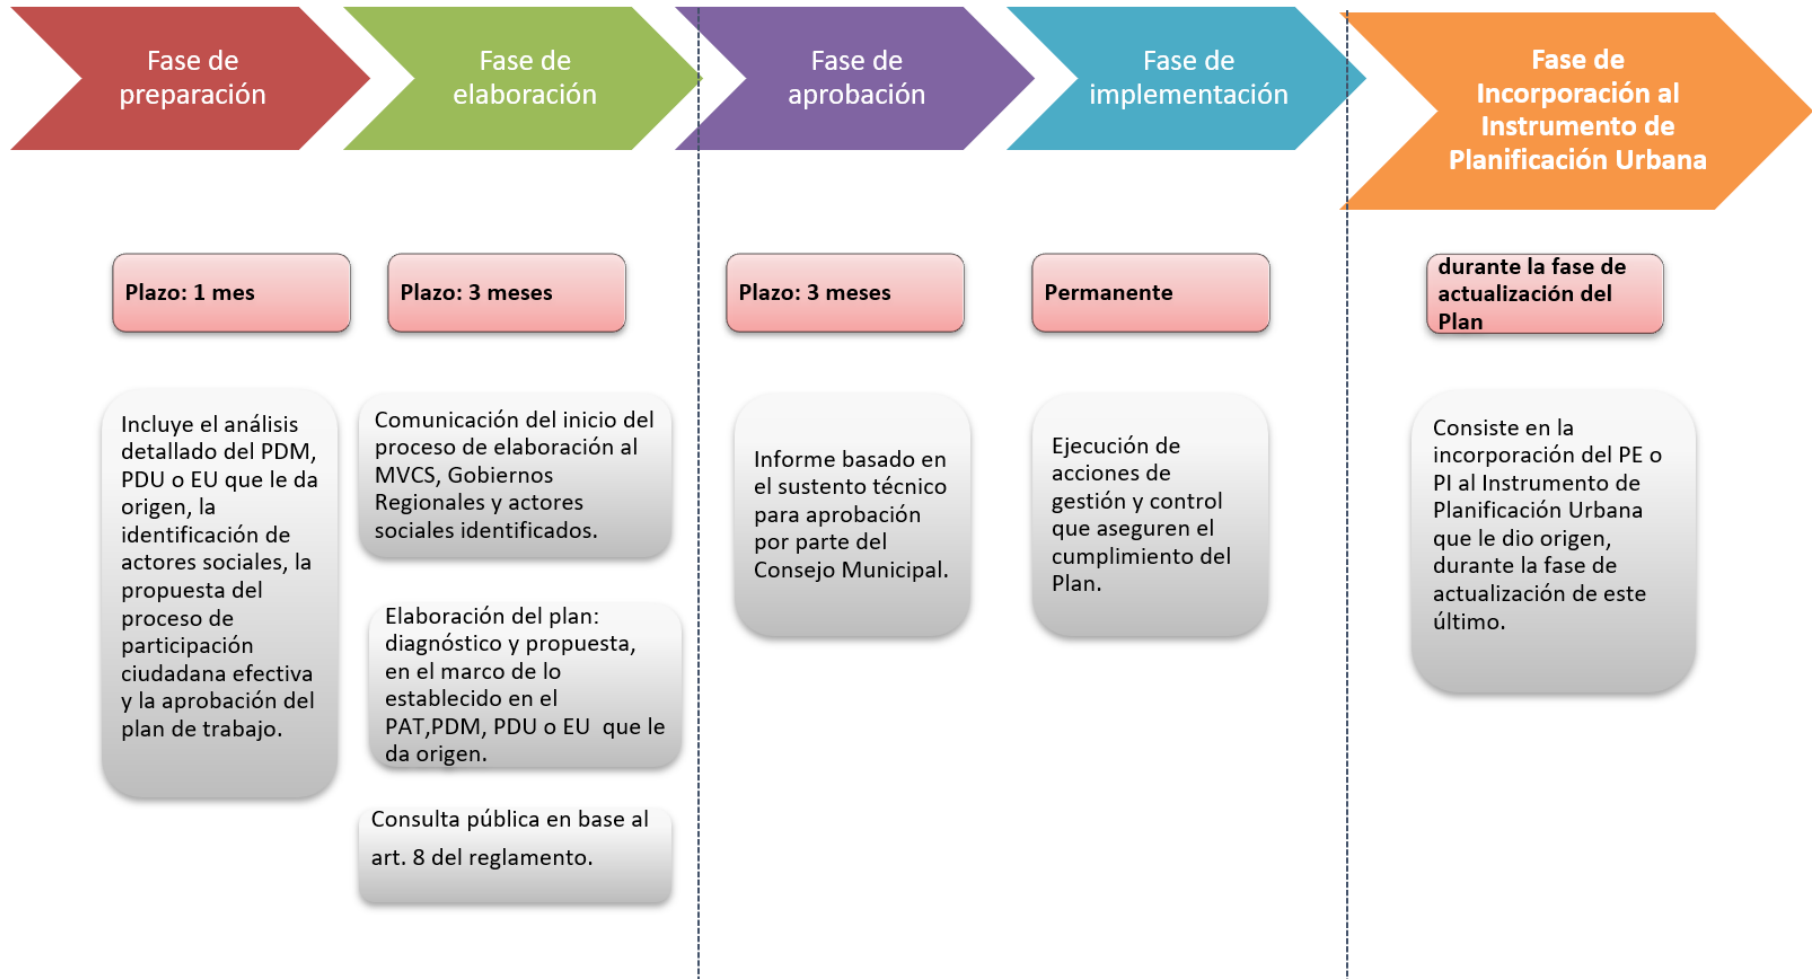 Fase de
preparación
Fase de
elaboración
Fase de
aprobación
Fase de
implementación
Fase de
Incorporación al
Instrumento de
Planificación Urbana
Plazo: 1 mes
Plazo: 3 meses
Plazo: 3 meses
Permanente
durante la fase de
actualización del
Plan
Incluye el análisis
detallado del PDM,
PDU o EU que le da
origen, la
identificación de
actores sociales, la
propuesta del
proceso de
participación
ciudadana efectiva
y la aprobación del
plan de trabajo.
Comunicación del inicio del
proceso de elaboración al
MVCS, Gobiernos
Regionales y actores
sociales identificados.
Elaboración del plan:
diagnóstico y propuesta,
en el marco de lo
establecido en el
PAT,PDM, PDU o EU que le
da origen.
Consulta pública en base al
art. 8 del reglamento.
Informe basado en
el sustento técnico
para aprobación
por parte del
Consejo Municipal.
Ejecución de
acciones de
gestión y control
que aseguren el
cumplimiento del
Plan.
Consiste en la
incorporación del PE o
PI al Instrumento de
Planificación Urbana
que le dio origen,
durante la fase de
actualización de este
último.